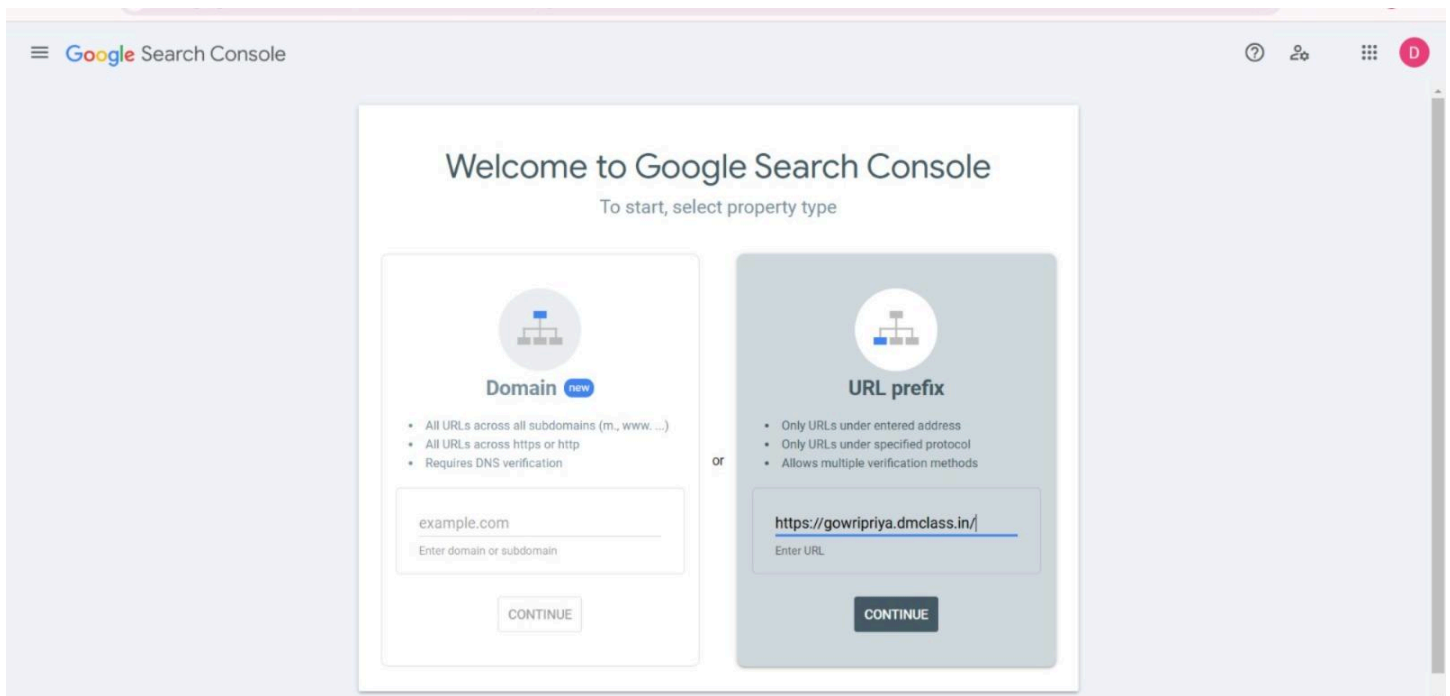 Google Search Console
D
Welcome to Google Search Console
To start, select property type
Domain new
• All URLs across all subdomains (m., www. ...)
• All URLs across https or http
• Requires DNS verification
example.com
Enter domain or subdomain
CONTINUE
or
URL prefix
• Only URLs under entered address
• Only URLs under specified protocol
• Allows multiple verification methods
https://gowripriya.dmclass.in/
Enter URL
CONTINUE